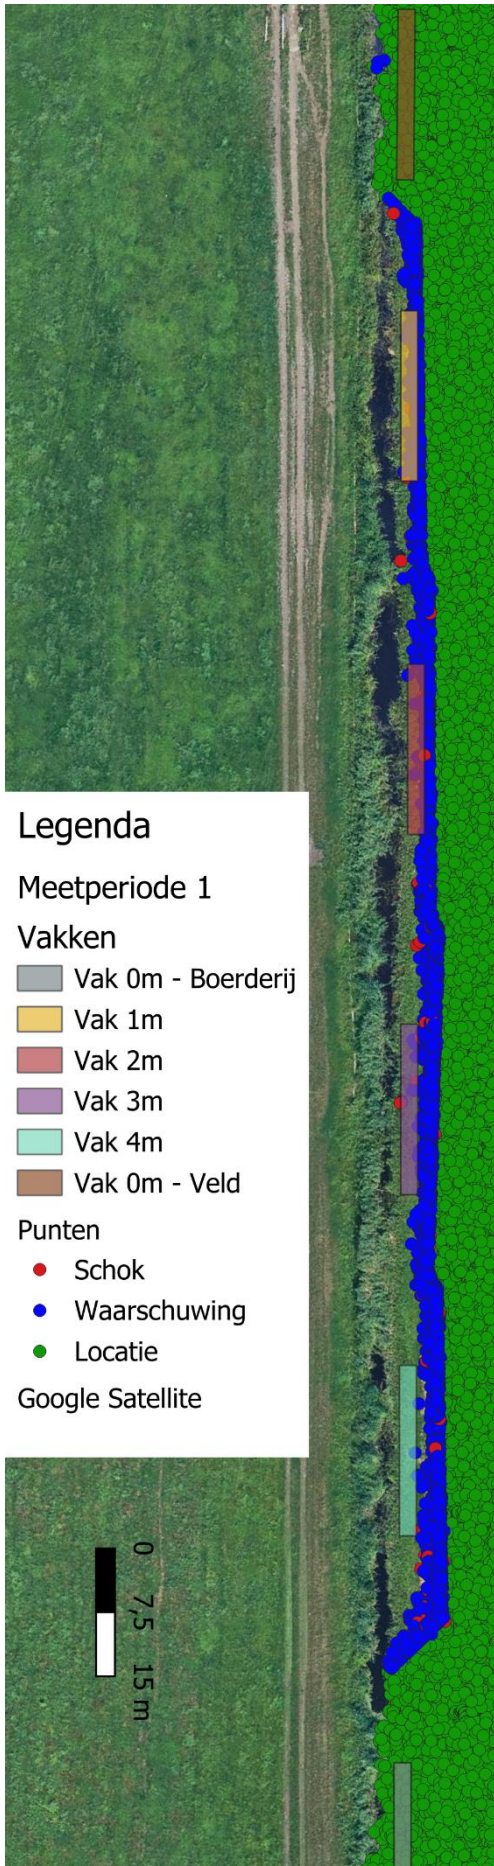 Legenda
Meetperiode 1
Vakken
Vak 0m - Boerderij
Vak 1m
Vak 2m
Vak 3m
Vak 4m
Vak 0m - Veld
Punten
Schok
Waarschuwing
Locatie
Google Satellite
0 7,5 15 m